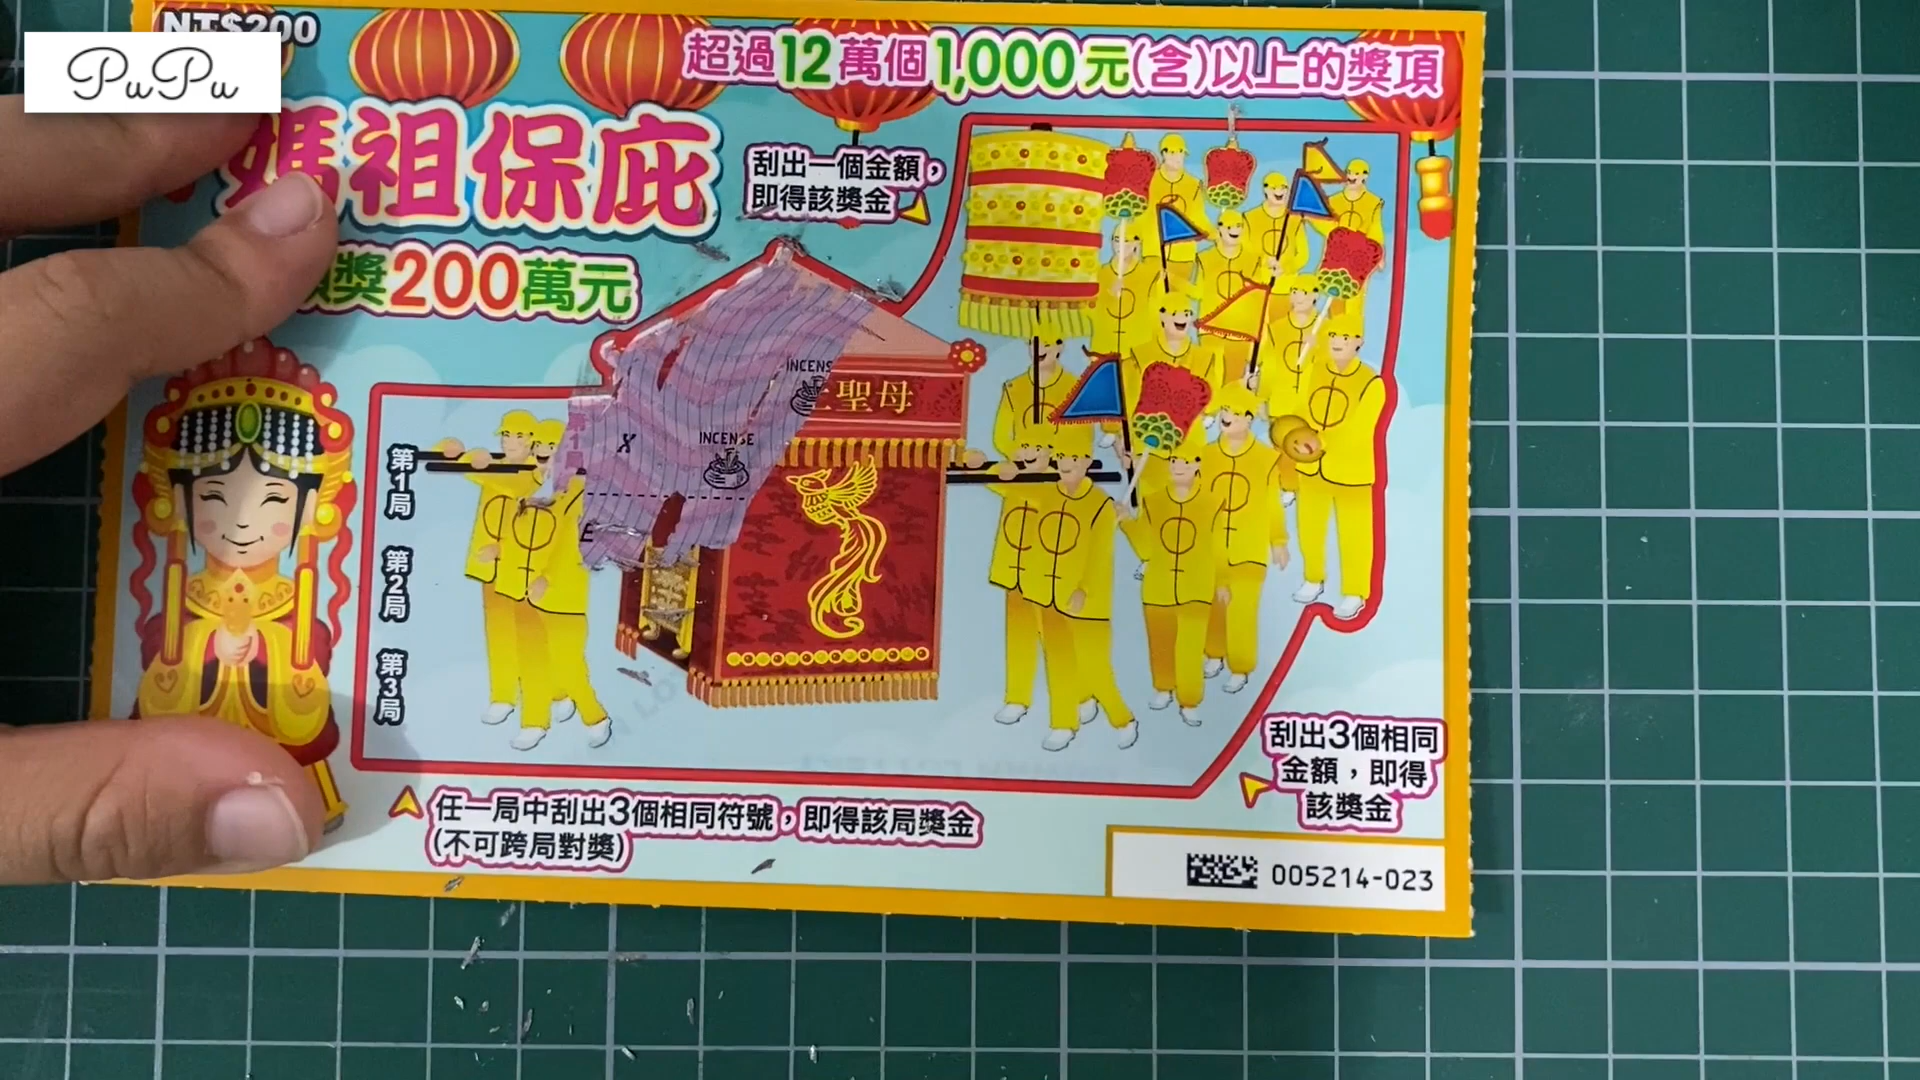 NT$200
PuPu
超過12萬個1,000元(含)以上的獎項
媽祖保庇
獎200萬元
刮出一個金額，
即得該獎金
聖母
INCENSE
第1局
第1局
第2局
第3局
任一局中刮出3個相同符號，即得該局獎金
(不可跨局對獎)
刮出3個相同
金額，即得
該獎金
005214-023